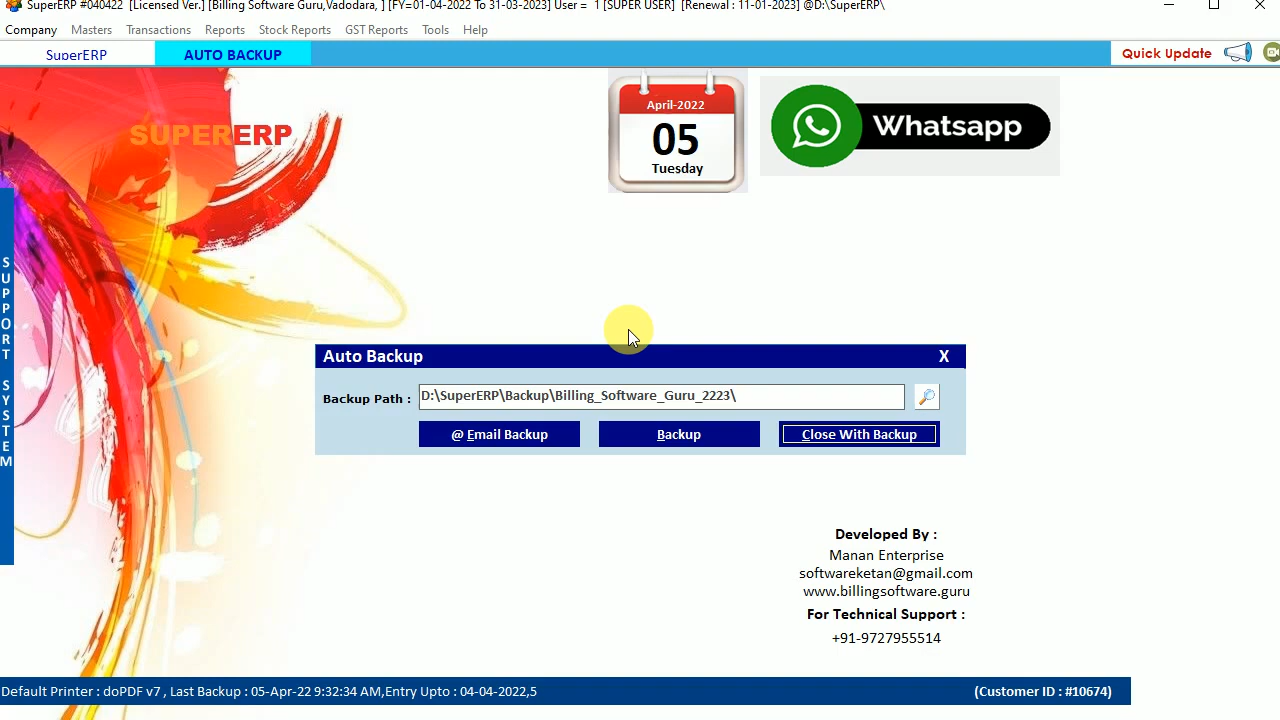 SuperERP #040422 [Licensed Ver.] [Billing Software Guru,Vadodara, ] [FY=01-04-2022 To 31-03-2023] User = 1 [SUPER USER] [Renewal : 11-01-2023] @D:\SuperERP\
Company Masters Transactions Reports Stock Reports GST Reports Tools Help
SuperERP AUTO BACKUP Quick Update
SUPERERP
April-2022
05
Tuesday
Whatsapp
SUPPORT SYSTEM
Auto Backup X
Backup Path : D:\SuperERP\Backup\Billing_Software_Guru_2223\
@ Email Backup Backup Close With Backup
Developed By :
Manan Enterprise
softwareketan@gmail.com
www.billingsoftware.guru
For Technical Support :
+91-9727955514
Default Printer : doPDF v7 , Last Backup : 05-Apr-22 9:32:34 AM,Entry Upto : 04-04-2022,5 (Customer ID : #10674)